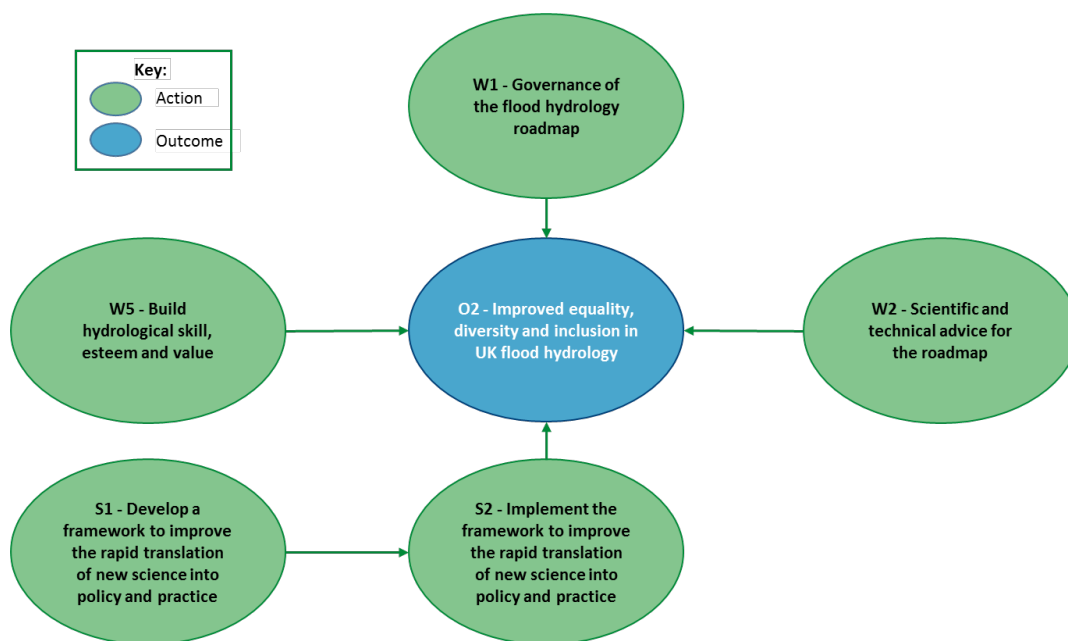 Key:
Action
Outcome
W1 - Governance of
the flood hydrology
roadmap
W5 - Build
hydrological skill,
esteem and value
O2 - Improved equality,
diversity and inclusion in
UK flood hydrology
W2 - Scientific and
technical advice for
the roadmap
S1 - Develop a
framework to improve
the rapid translation
of new science into
policy and practice
S2 - Implement the
framework to improve
the rapid translation
of new science into
policy and practice